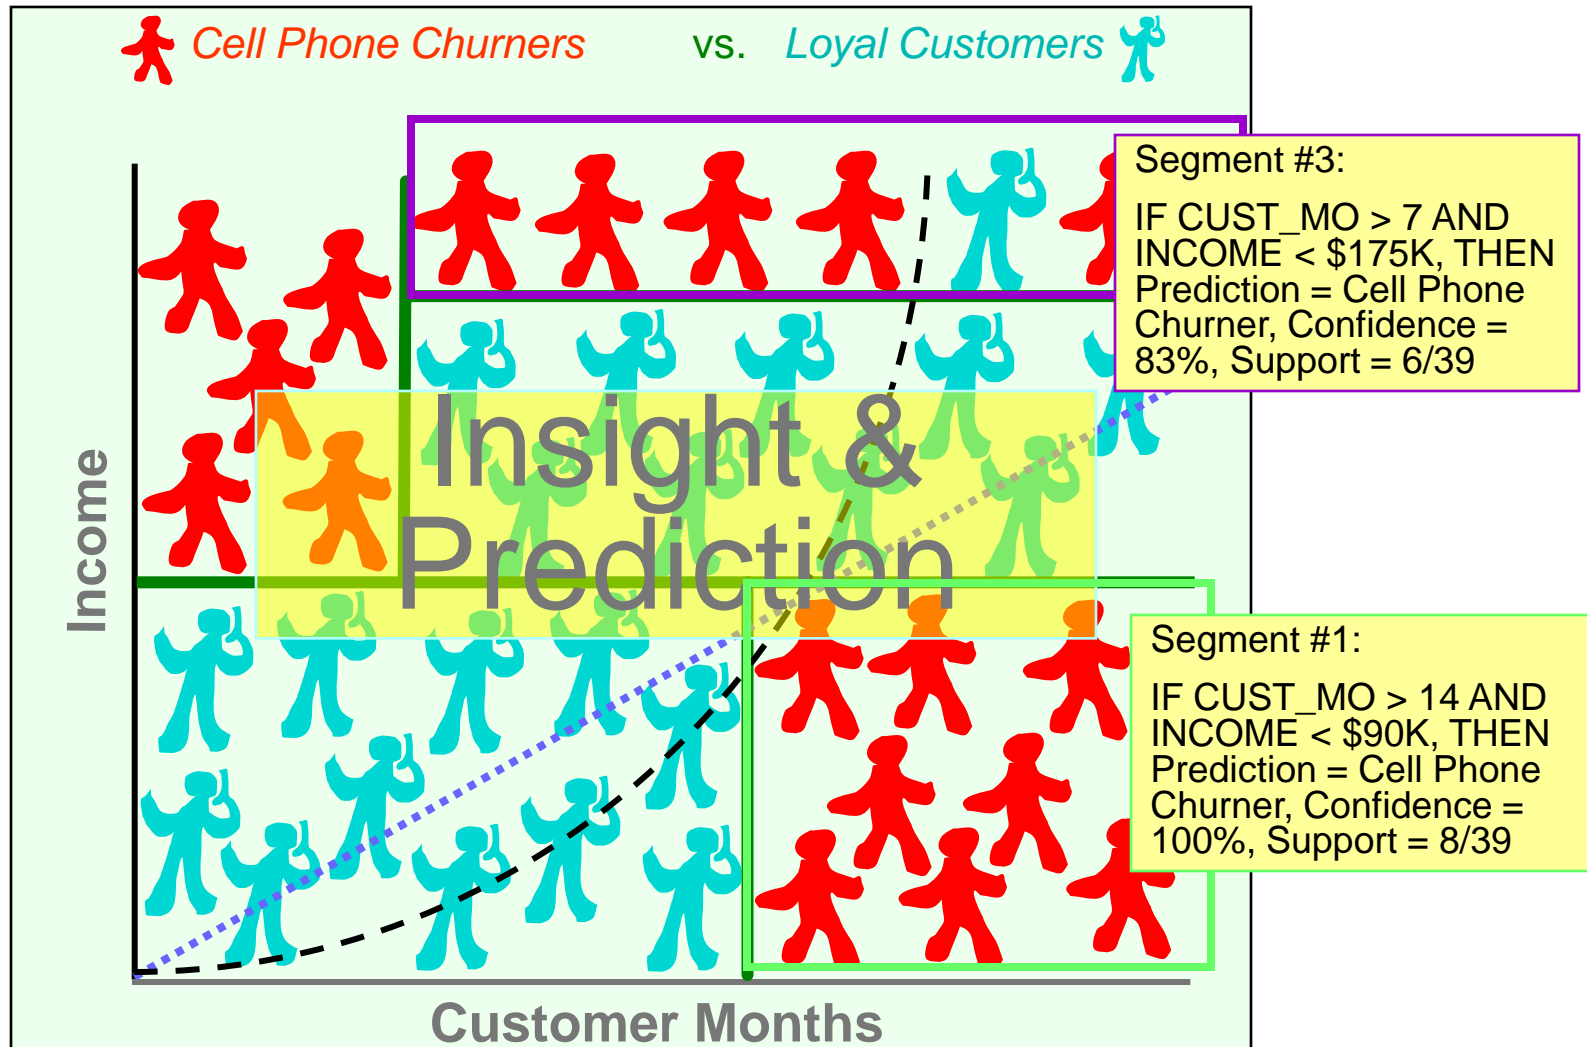 Cell Phone Churners vs. Loyal Customers
Segment #3:
IF CUST_MO > 7 AND
INCOME < $175K, THEN
Prediction = Cell Phone
Churner, Confidence =
83%, Support = 6/39
Insight &
Prediction
Income
Segment #1:
IF CUST_MO > 14 AND
INCOME < $90K, THEN
Prediction = Cell Phone
Churner, Confidence =
100%, Support = 8/39
Customer Months